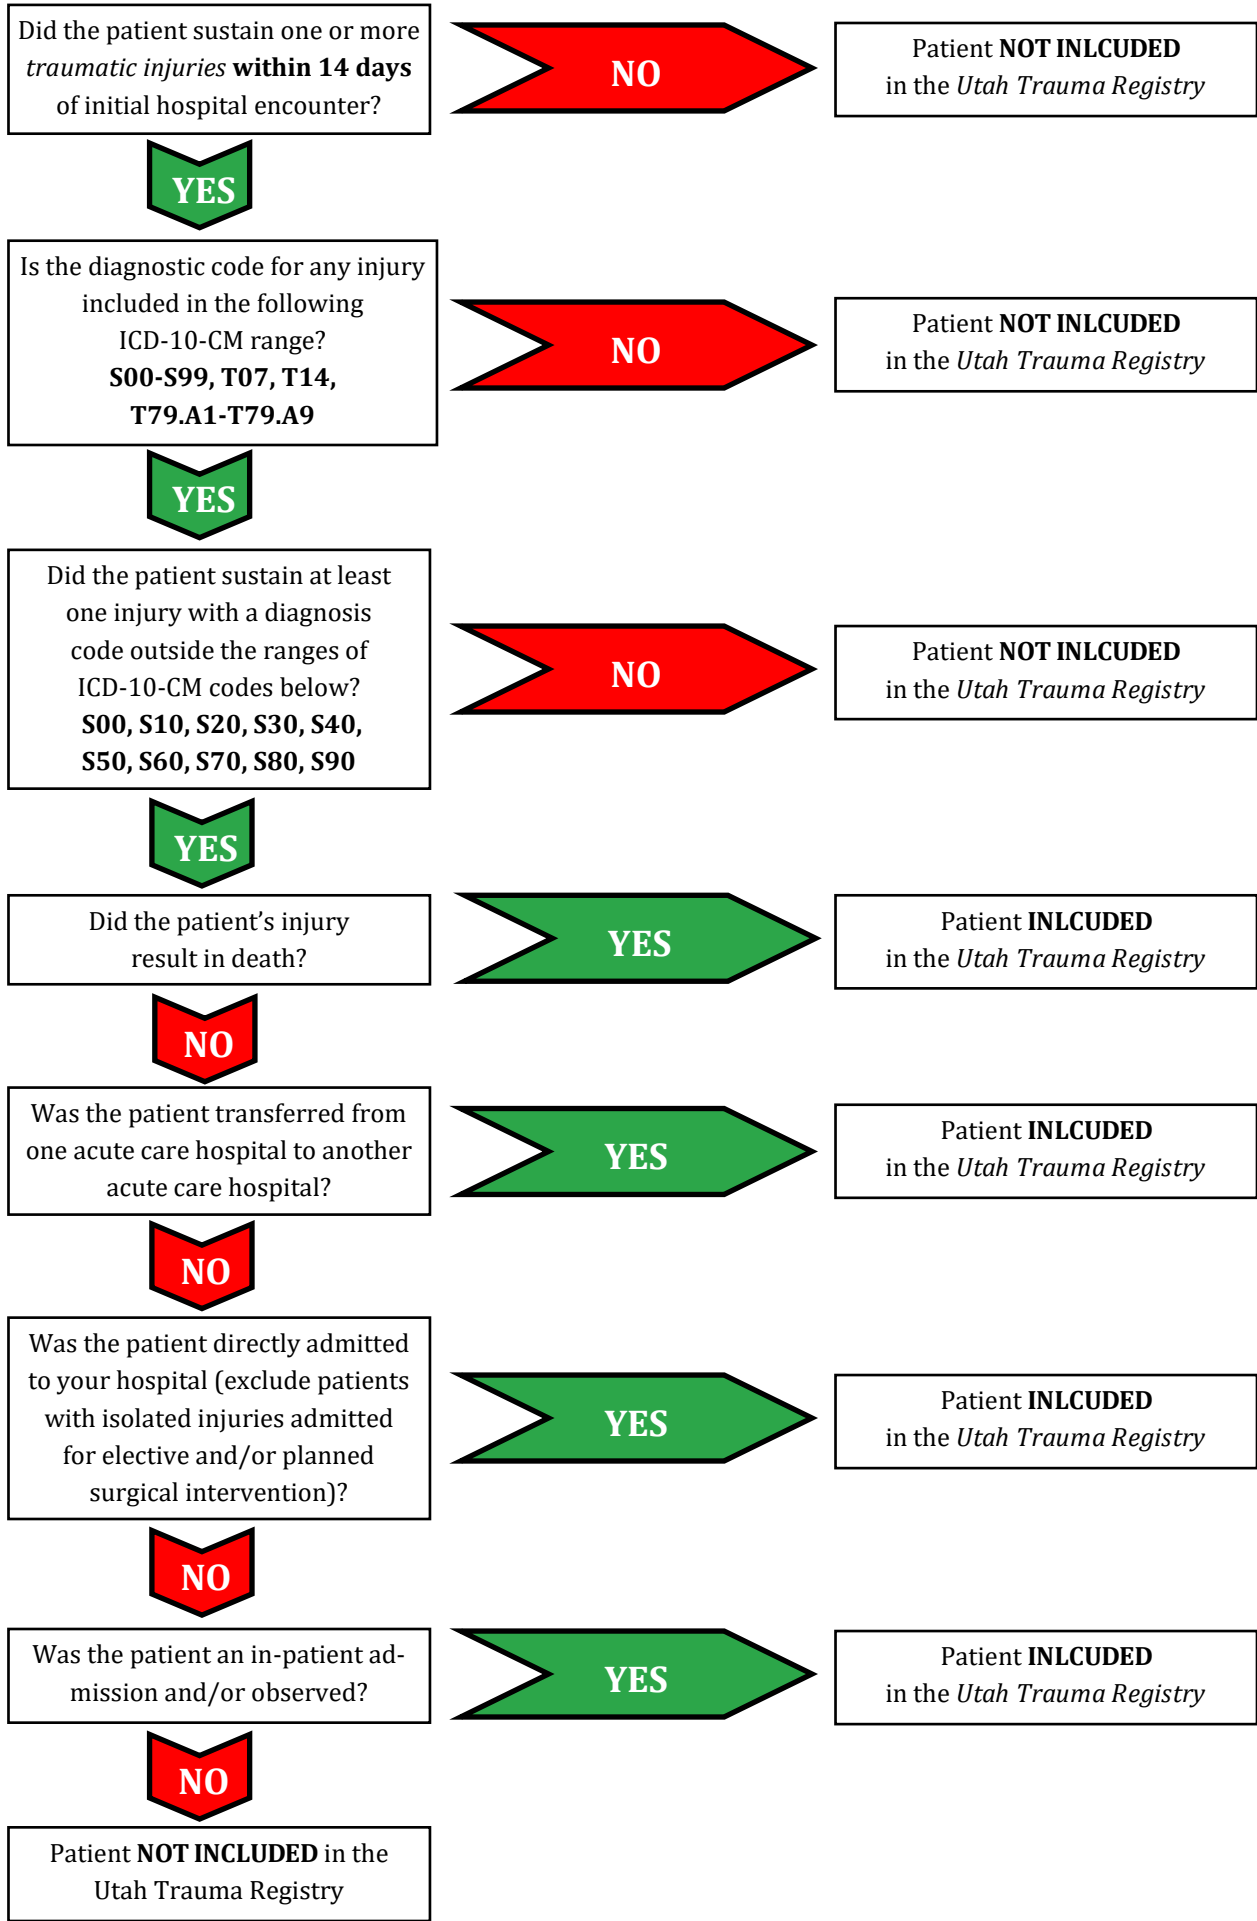 Did the patient sustain one or more
traumatic injuries within 14 days
of initial hospital encounter?
NO
Patient NOT INLCUDED
in the Utah Trauma Registry
YES
Is the diagnostic code for any injury
included in the following
ICD-10-CM range?
S00-S99, T07, T14,
T79.A1-T79.A9
NO
Patient NOT INLCUDED
in the Utah Trauma Registry
YES
Did the patient sustain at least
one injury with a diagnosis
code outside the ranges of
ICD-10-CM codes below?
S00, S10, S20, S30, S40,
S50, S60, S70, S80, S90
NO
Patient NOT INLCUDED
in the Utah Trauma Registry
YES
Did the patient’s injury
result in death?
YES
Patient INLCUDED
in the Utah Trauma Registry
NO
Was the patient transferred from
one acute care hospital to another
acute care hospital?
YES
Patient INLCUDED
in the Utah Trauma Registry
NO
Was the patient directly admitted
to your hospital (exclude patients
with isolated injuries admitted
for elective and/or planned
surgical intervention)?
YES
Patient INLCUDED
in the Utah Trauma Registry
NO
Was the patient an in-patient ad-
mission and/or observed?
YES
Patient INLCUDED
in the Utah Trauma Registry
NO
Patient NOT INCLUDED in the
Utah Trauma Registry